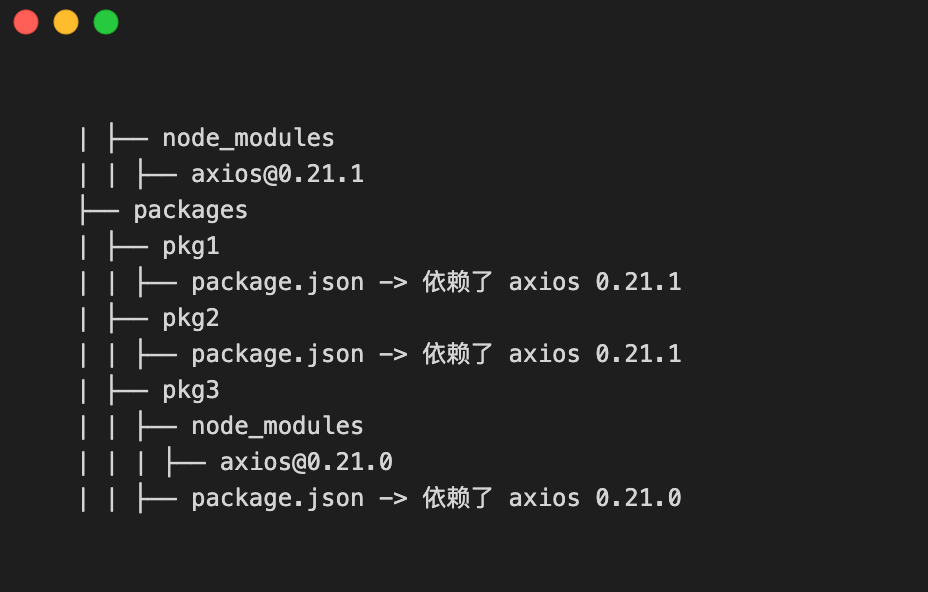 │ ├── node_modules
│ │ ├── axios@0.21.1
├── packages
│ ├── pkg1
│ │ ├── package.json -> 依赖了 axios 0.21.1
│ ├── pkg2
│ │ ├── package.json -> 依赖了 axios 0.21.1
│ ├── pkg3
│ │ ├── node_modules
│ │ │ ├── axios@0.21.0
│ │ ├── package.json -> 依赖了 axios 0.21.0